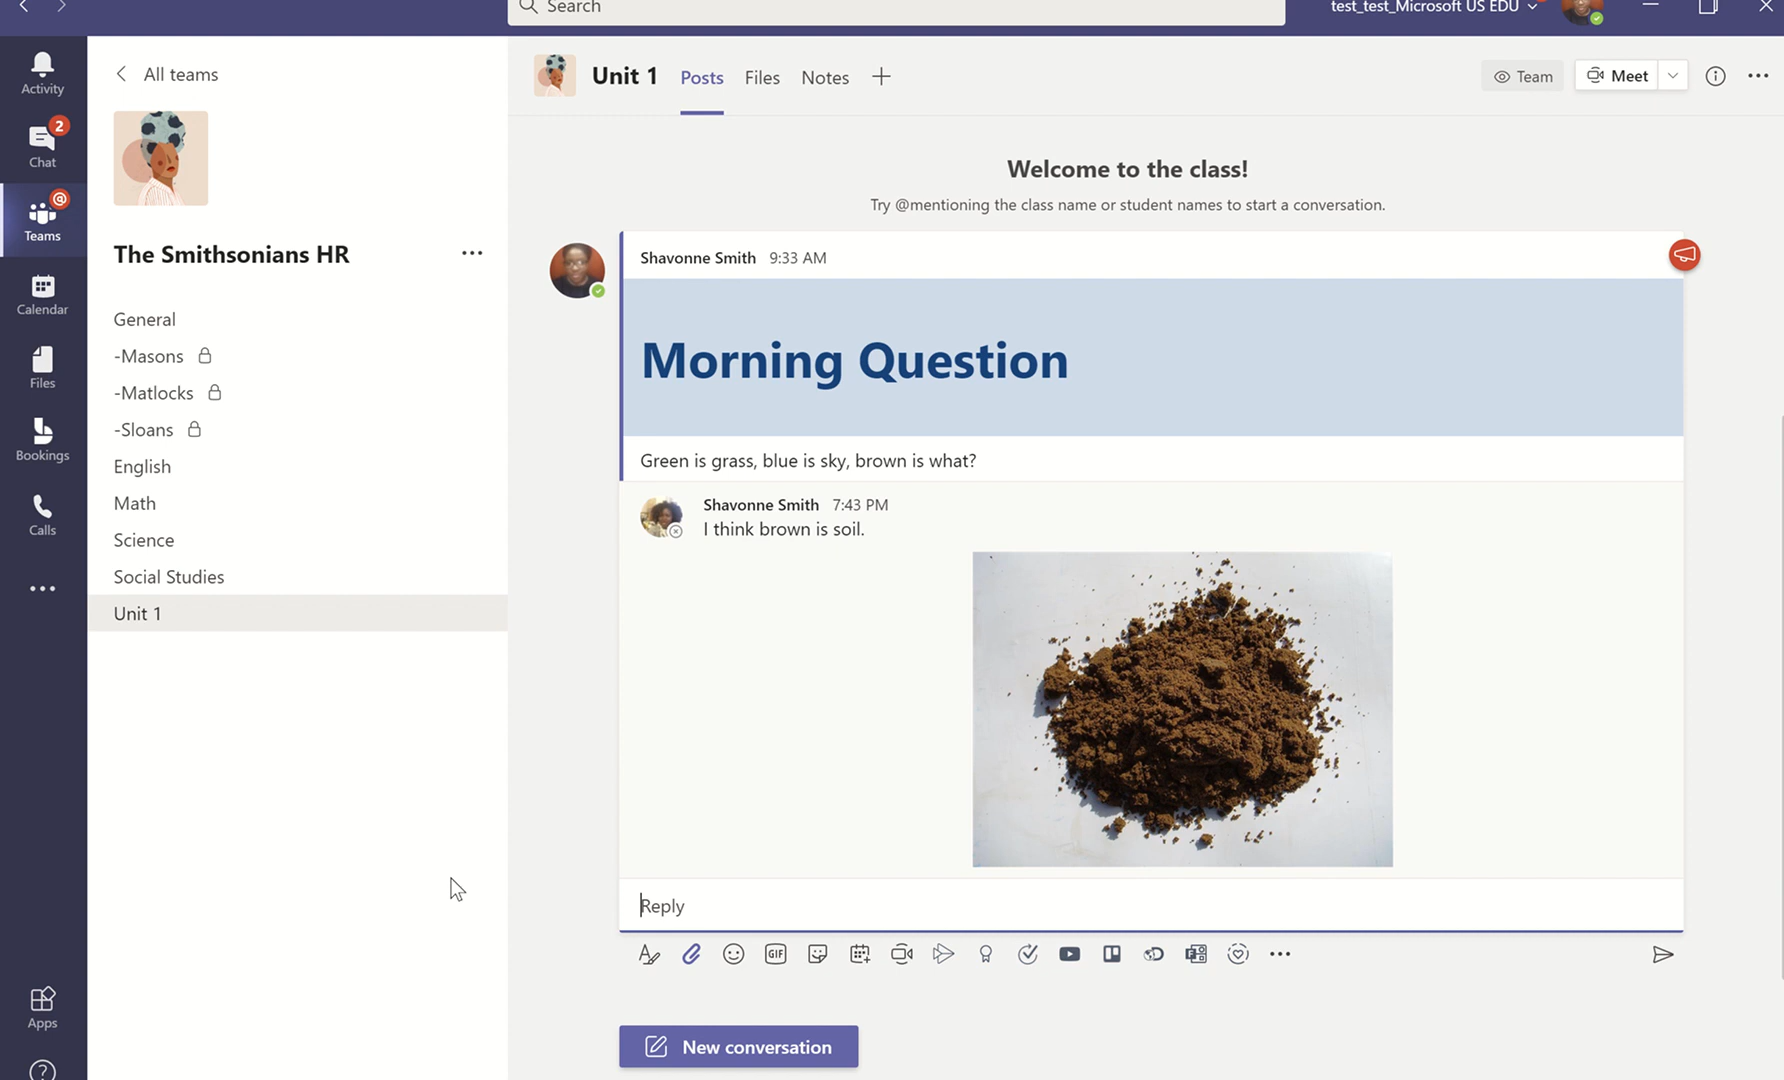 Search
test_test_Microsoft US EDU
Activity
2
Chat
@
Teams
Calendar
Files
Bookings
Calls
Apps
All teams
The Smithsonians HR
General
-Masons
-Matlocks
-Sloans
English
Math
Science
Social Studies
Unit 1
Unit 1 Posts Files Notes
Team Meet
Welcome to the class!
Try @mentioning the class name or student names to start a conversation.
Shavonne Smith 9:33 AM
Morning Question
Green is grass, blue is sky, brown is what?
Shavonne Smith 7:43 PM
I think brown is soil.
Reply
GIF
New conversation